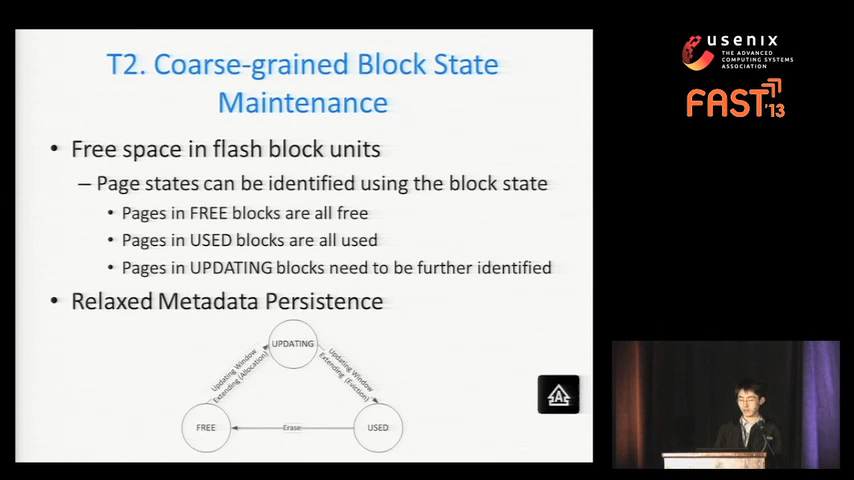 T2. Coarse-grained Block State
Maintenance
• Free space in flash block units
– Page states can be identified using the block state
• Pages in FREE blocks are all free
• Pages in USED blocks are all used
• Pages in UPDATING blocks need to be further identified
• Relaxed Metadata Persistence
UPDATING
Updating Window
Extending (Allocation)
Updating Window
Extending (Eviction)
FREE
Erase
USED
A
usenix
THE ADVANCED
COMPUTING SYSTEMS
ASSOCIATION
FAST '13